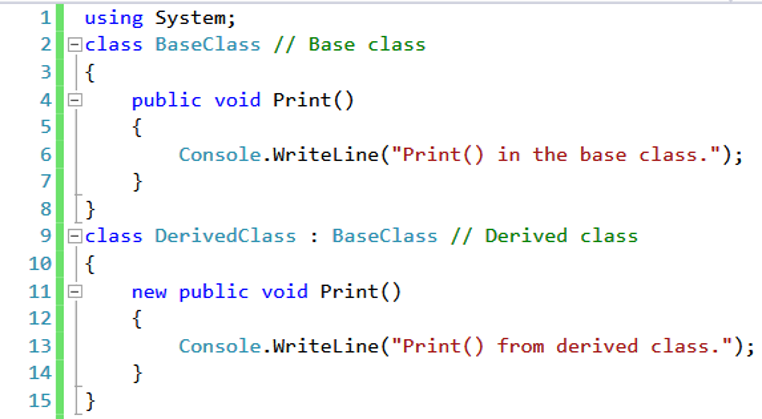 1 using System;
2 class BaseClass // Base class
3 {
4     public void Print()
5     {
6         Console.WriteLine("Print() in the base class.");
7     }
8 }
9 class DerivedClass : BaseClass // Derived class
10 {
11     new public void Print()
12     {
13         Console.WriteLine("Print() from derived class.");
14     }
15 }